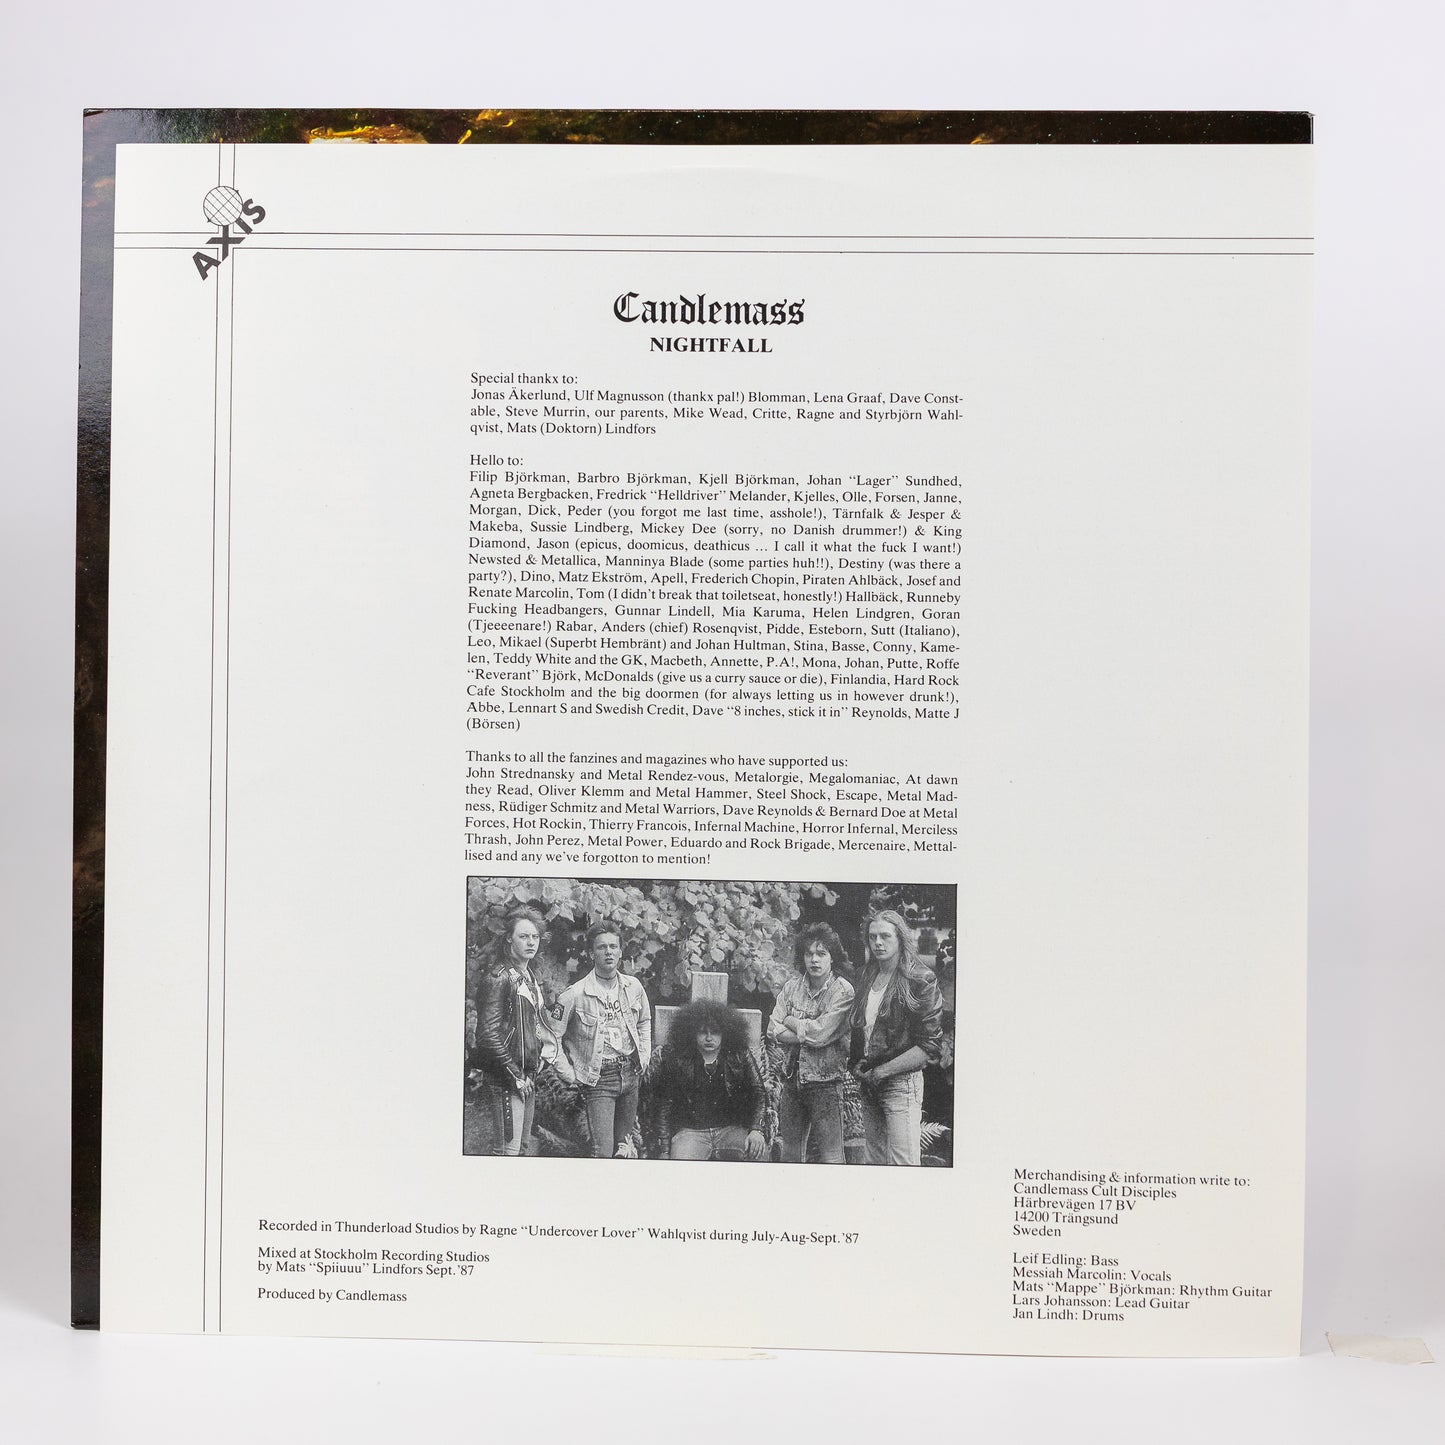 AXIS
Candlemass
NIGHTFALL
Special thankx to:
Jonas Äkerlund, Ulf Magnusson (thankx pal!) Blomman, Lena Graaf, Dave Const-
able, Steve Murrin, our parents, Mike Wead, Critte, Ragne and Styrbjörn Wahl-
qvist, Mats (Doktorn) Lindfors
Hello to:
Filip Björkman, Barbro Björkman, Kjell Björkman, Johan “Lager” Sundhed,
Agneta Bergbacken, Fredrick “Helldriver” Melander, Kjelles, Olle, Forsen, Janne,
Morgan, Dick, Peder (you forgot me last time, asshole!), Tärnfalk & Jesper &
Makeba, Sussie Lindberg, Mickey Dee (sorry, no Danish drummer!) & King
Diamond, Jason (epicus, doomicus, deathicus ... I call it what the fuck I want!)
Newsted & Metallica, Manninya Blade (some parties huh!!), Destiny (was there a
party?), Dino, Matz Ekström, Apell, Frederich Chopin, Piraten Ahlbäck, Josef and
Renate Marcolin, Tom (I didn't break that toiletseat, honestly!) Hallbäck, Runneby
Fucking Headbangers, Gunnar Lindell, Mia Karuma, Helen Lindgren, Goran
(Tjeeeenare!) Rabar, Anders (chief) Rosenqvist, Pidde, Esteborn, Sutt (Italiano),
Leo, Mikael (Superbt Hembränt) and Johan Hultman, Stina, Basse, Conny, Kame-
len, Teddy White and the GK, Macbeth, Annette, P.A!, Mona, Johan, Putte, Roffe
“Reverant” Björk, McDonalds (give us a curry sauce or die), Finlandia, Hard Rock
Cafe Stockholm and the big doormen (for always letting us in however drunk!),
Abbe, Lennart S and Swedish Credit, Dave “8 inches, stick it in” Reynolds, Matte J
(Börsen)
Thanks to all the fanzines and magazines who have supported us:
John Strednansky and Metal Rendez-vous, Metalorgie, Megalomaniac, At dawn
they Read, Oliver Klemm and Metal Hammer, Steel Shock, Escape, Metal Mad-
ness, Rüdiger Schmitz and Metal Warriors, Dave Reynolds & Bernard Doe at Metal
Forces, Hot Rockin, Thierry Francois, Infernal Machine, Horror Infernal, Merciless
Thrash, John Perez, Metal Power, Eduardo and Rock Brigade, Mercenaire, Mettal-
lised and any we've forgotton to mention!
Recorded in Thunderload Studios by Ragne “Undercover Lover” Wahlqvist during July-Aug-Sept.'87
Mixed at Stockholm Recording Studios
by Mats “Spiiuuu” Lindfors Sept.'87
Produced by Candlemass
Merchandising & information write to:
Candlemass Cult Disciples
Härbrevägen 17 BV
14200 Trängsund
Sweden
Leif Edling: Bass
Messiah Marcolin: Vocals
Mats “Mappe” Björkman: Rhythm Guitar
Lars Johansson: Lead Guitar
Jan Lindh: Drums